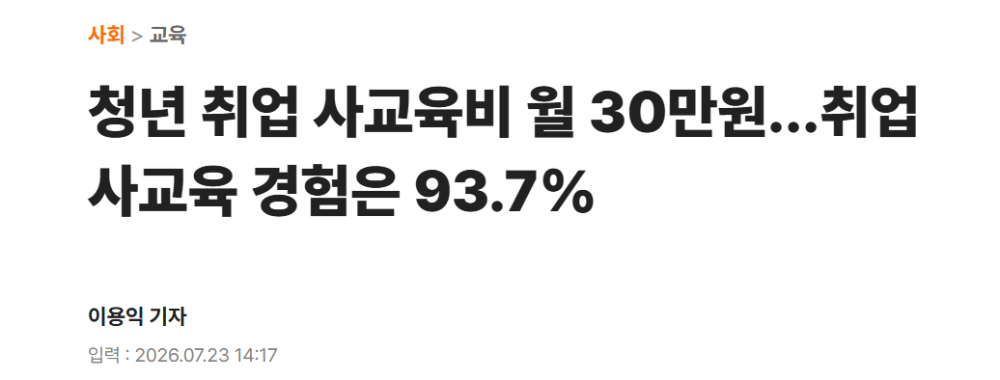 사회 > 교육
청년 취업 사교육비 월 30만원…취업
사교육 경험은 93.7%
이용익 기자
입력 : 2026.07.23 14:17